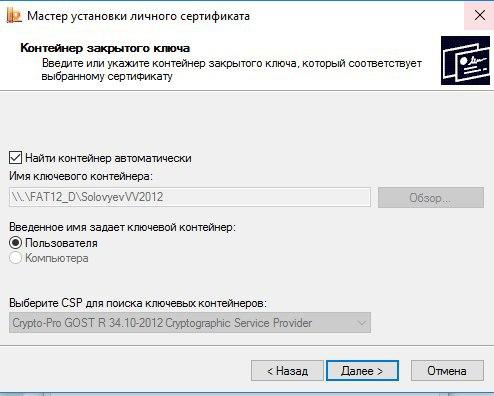 Мастер установки личного сертификата
Контейнер закрытого ключа
Введите или укажите контейнер закрытого ключа, который соответствует
выбранному сертификату
Найти контейнер автоматически
Имя ключевого контейнера:
\\.\FAT12_D\SolovyevVV2012
Обзор...
Введенное имя задает ключевой контейнер:
Пользователя
Компьютера
Выберите CSP для поиска ключевых контейнеров:
Crypto-Pro GOST R 34.10-2012 Cryptographic Service Provider
< Назад
Далее >
Отмена